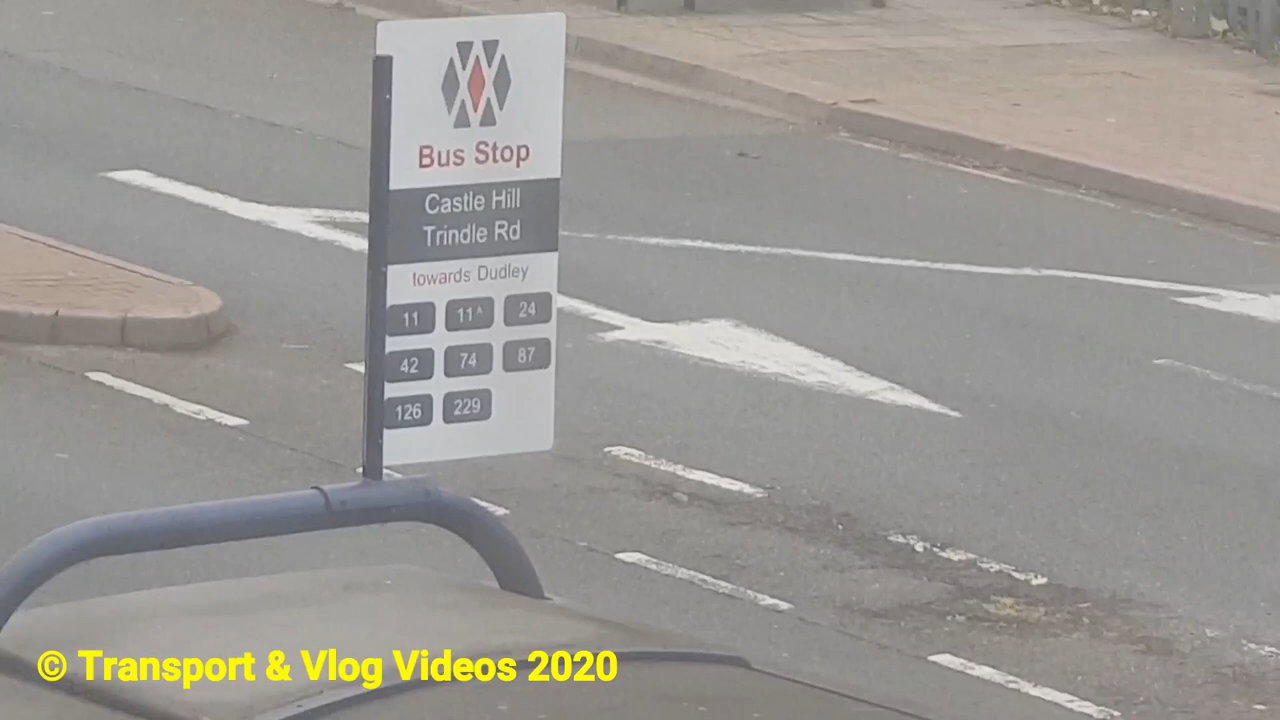 Bus Stop
Castle Hill
Trindle Rd
towards Dudley
11 11A 24
42 74 87
126 229
© Transport & Vlog Videos 2020